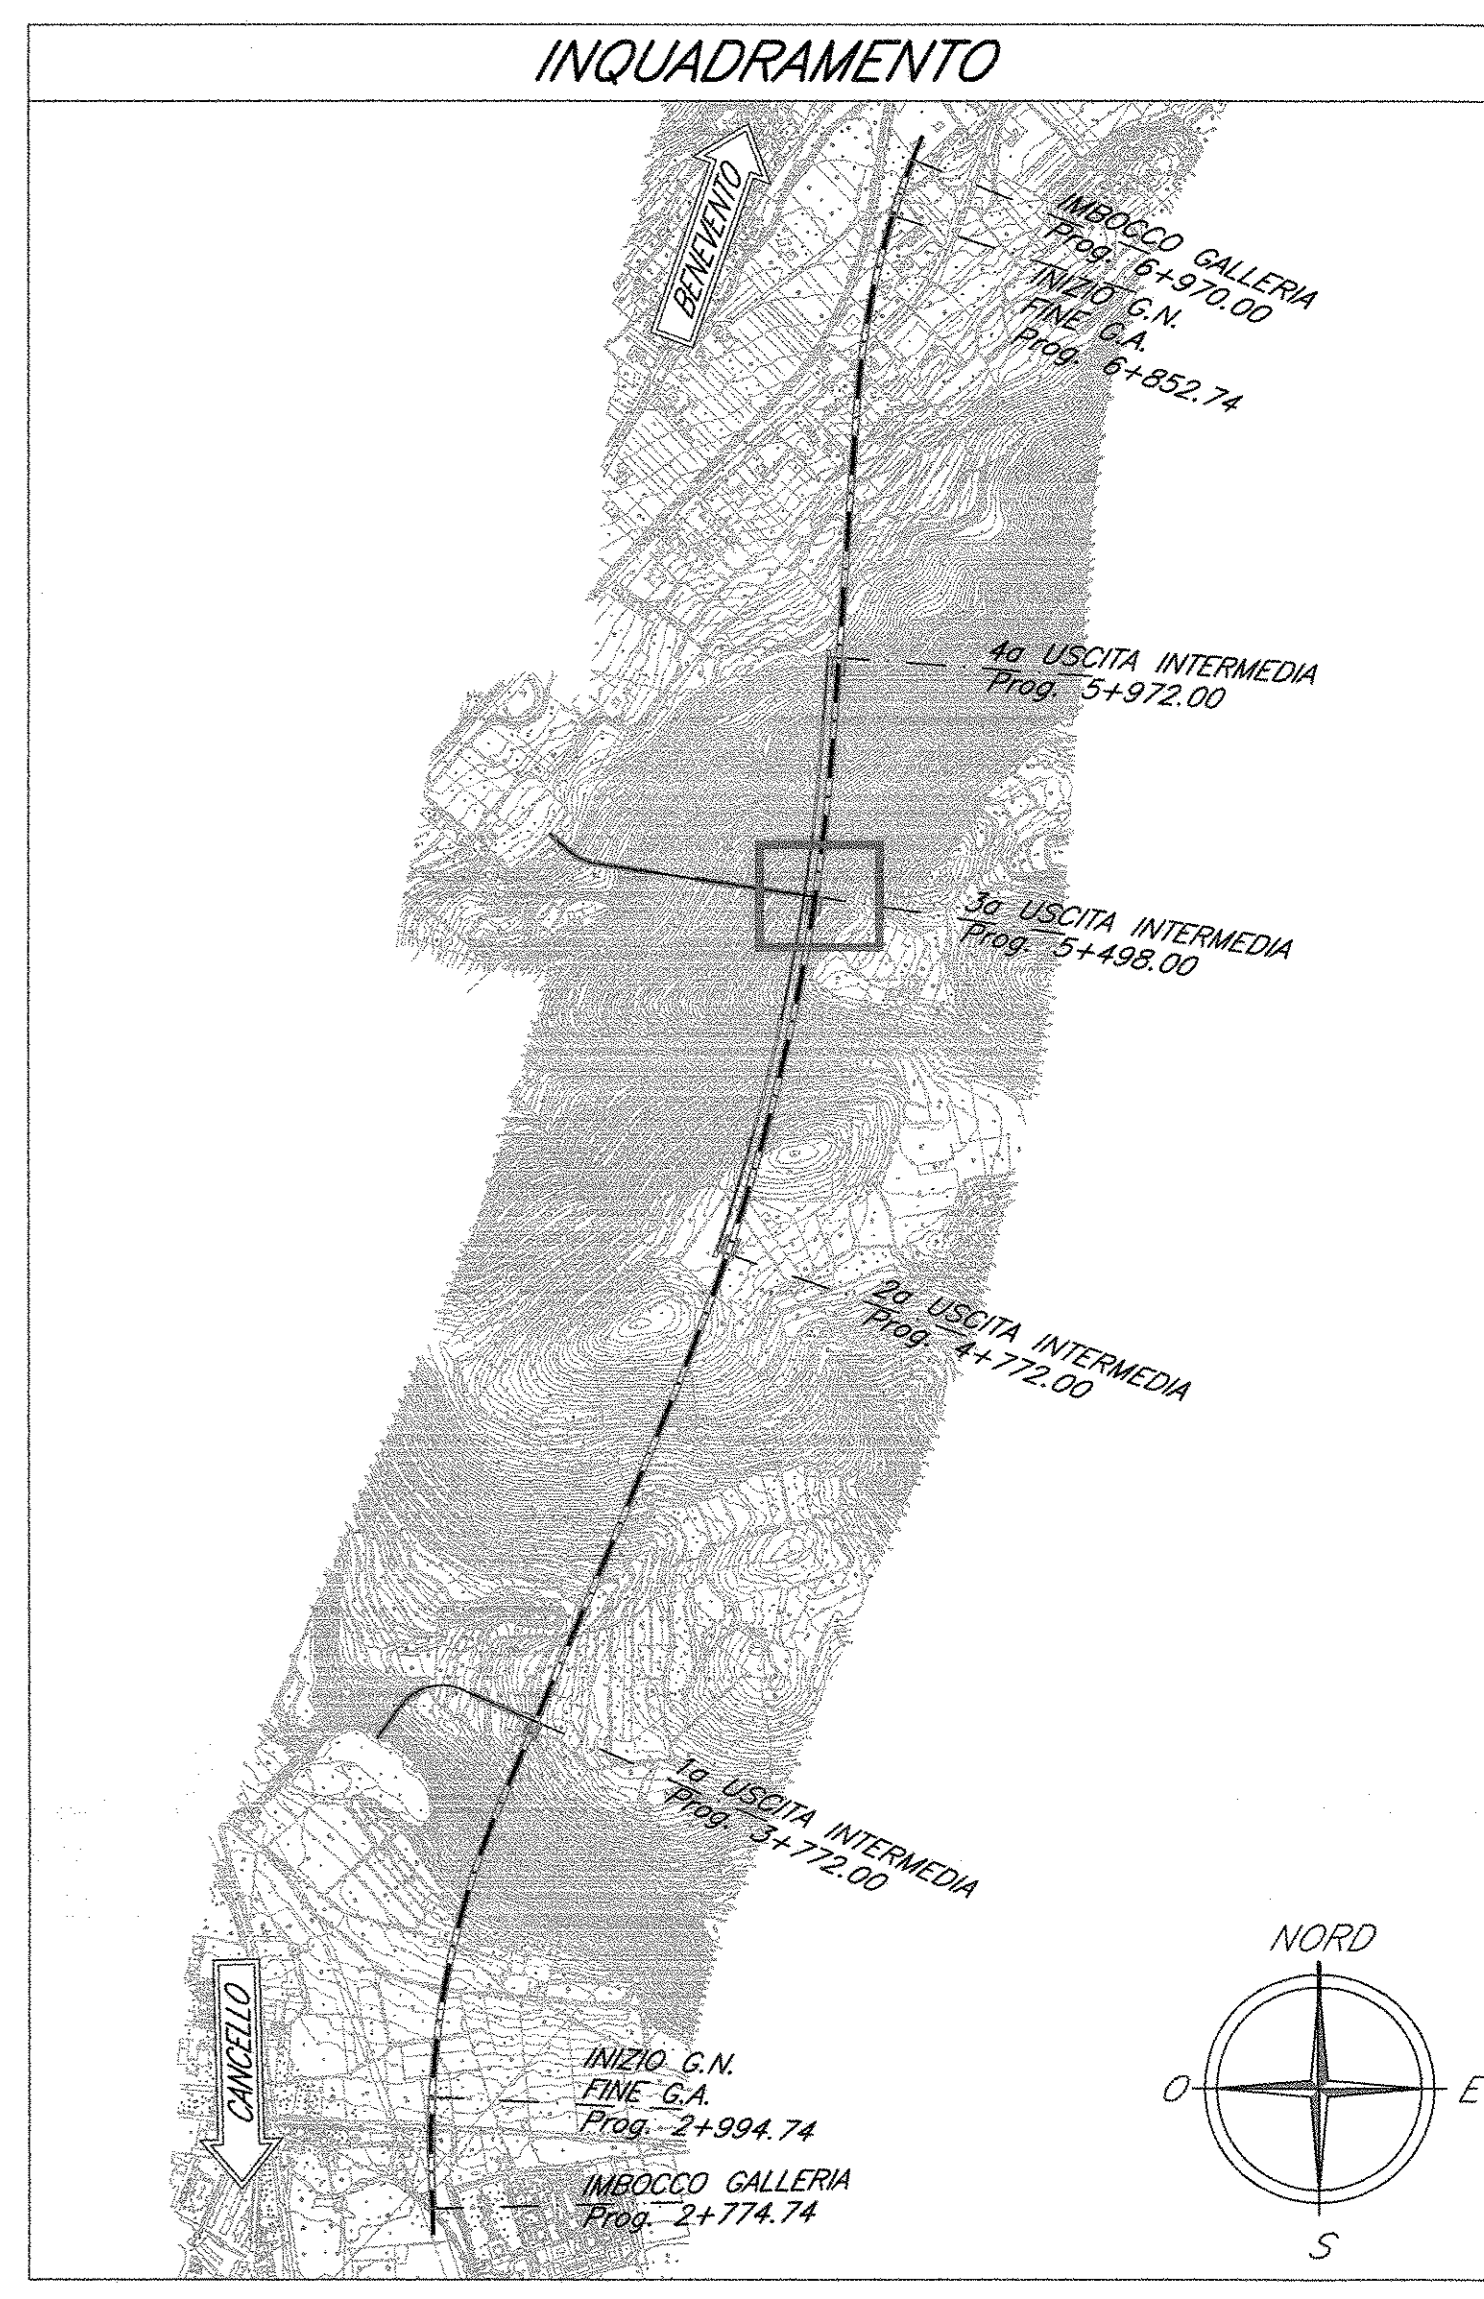 INQUADRAMENTO
BENEVENTO
IMBOCCO GALLERIA
Prog. 6+970.00
INIZIO G.N.
FINE G.A.
Prog. 6+852.74
4a USCITA INTERMEDIA
Prog. 5+972.00
3a USCITA INTERMEDIA
Prog. 5+498.00
2a USCITA INTERMEDIA
Prog. 4+772.00
1a USCITA INTERMEDIA
Prog. 3+772.00
CANCELLO
INIZIO G.N.
FINE G.A.
Prog. 2+994.74
IMBOCCO GALLERIA
Prog. 2+774.74
NORD
O
E
S